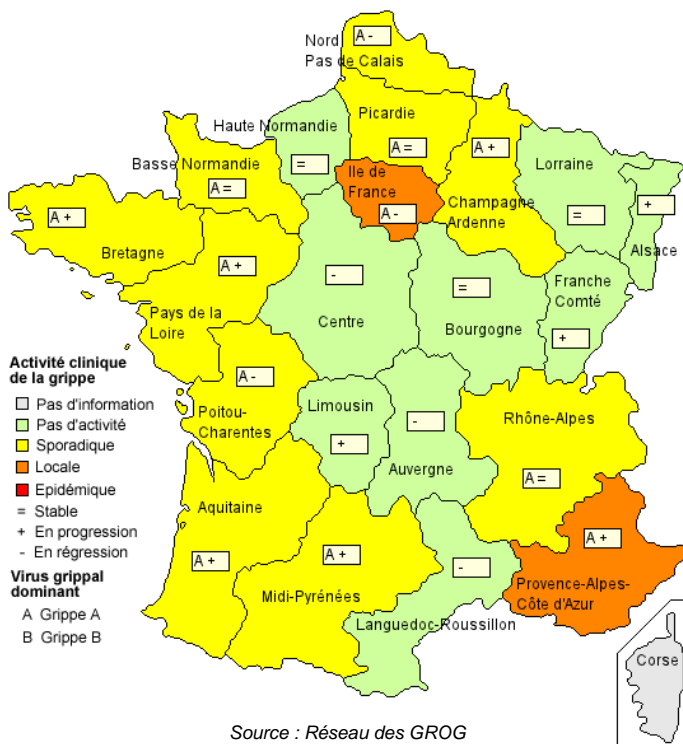 Nord
Pas de Calais
A -
Picardie
A =
Haute Normandie
=
Basse Normandie
A =
Ile de
France
A -
A +
Champagne
Ardenne
Lorraine
=
+
Alsace
A +
Bretagne
A +
Pays de la
Loire
-
Centre
=
Bourgogne
Franche
Comté
+
A -
Poitou-
Charentes
Limousin
+
-
Auvergne
Rhône-Alpes
A =
Aquitaine
A +
A +
Midi-Pyrénées
-
Languedoc-Roussillon
A +
Provence-Alpes-
Côte d'Azur
Corse
Activité clinique
de la grippe
Pas d'information
Pas d'activité
Sporadique
Locale
Epidémique
= Stable
+ En progression
- En régression
Virus grippal
dominant
A Grippe A
B Grippe B
Source : Réseau des GROG